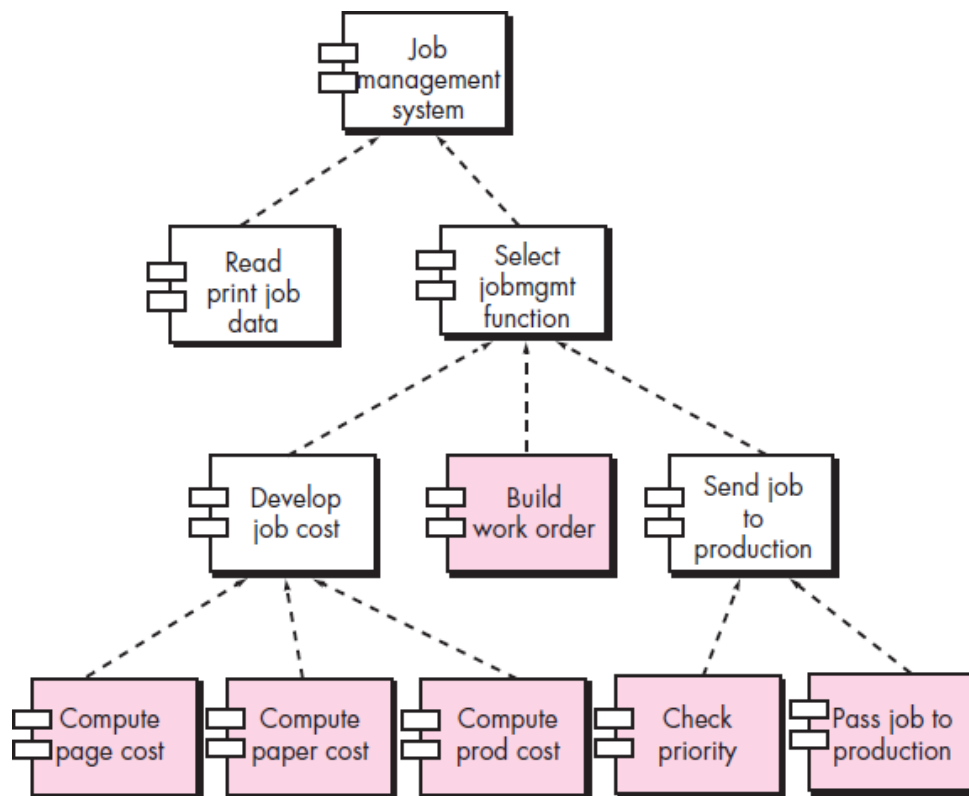 Job
management
system
Read
print job
data
Select
jobmgmt
function
Develop
job cost
Build
work order
Send job
to
production
Compute
page cost
Compute
paper cost
Compute
prod cost
Check
priority
Pass job to
production